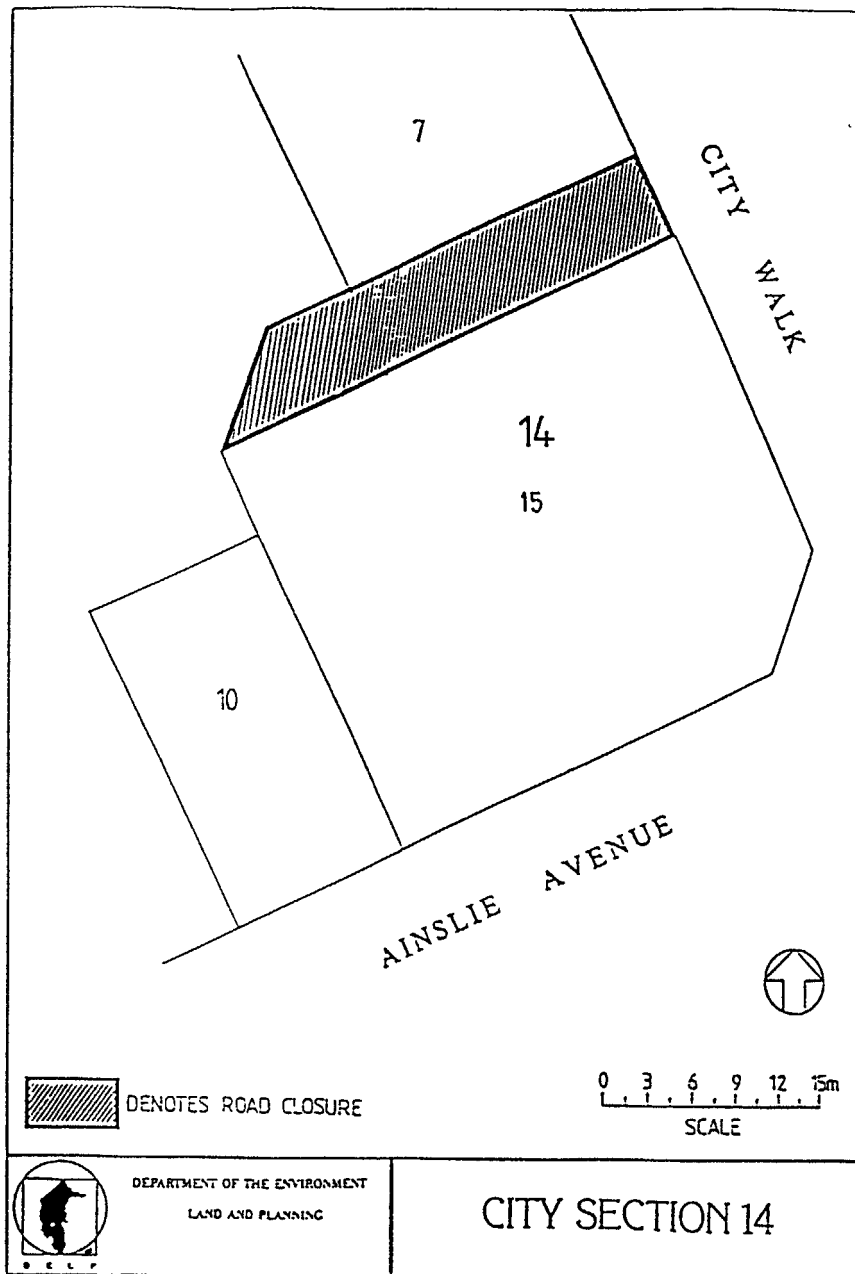 7
CITY WALK
14
15
10
AINSLIE AVENUE
0 3 6 9 12 15m
SCALE
DENOTES ROAD CLOSURE
DEPARTMENT OF THE ENVIRONMENT
LAND AND PLANNING
D E L P
CITY SECTION 14